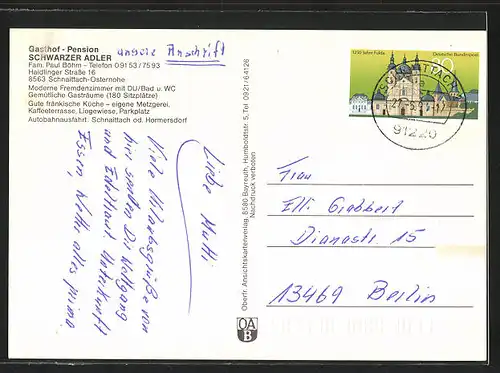 Gasthof - Pension
SCHWARZER ADLER
unsere Anschrift
Fam. Paul Böhm - Telefon 09153/7593
Haidlinger Straße 16
8563 Schnaittach-Osternohe
Moderne Fremdenzimmer mit DU/Bad u. WC
Gemütliche Gasträume (180 Sitzplätze)
Gute fränkische Küche – eigene Metzgerei.
Kaffeeterrasse, Liegewiese, Parkplatz
Autobahnausfahrt: Schnaittach od. Hormersdorf
Liebe Mutti
Viele Urlaubsgrüße von
hier senden Dir Wolfgang
und Edeltraut Unterkunft
Essen, Wetter alles prima
Oberfr. Ansichtskartenverlag, 8580 Bayreuth, Humboldtstr. 5, Tel. 0921/64126
Nachdruck verboten
OA
B
1250 Jahre Fulda
Deutsche Bundespost
91220
Frau
Elli Grabbert
Dianastr. 15
13469 Berlin